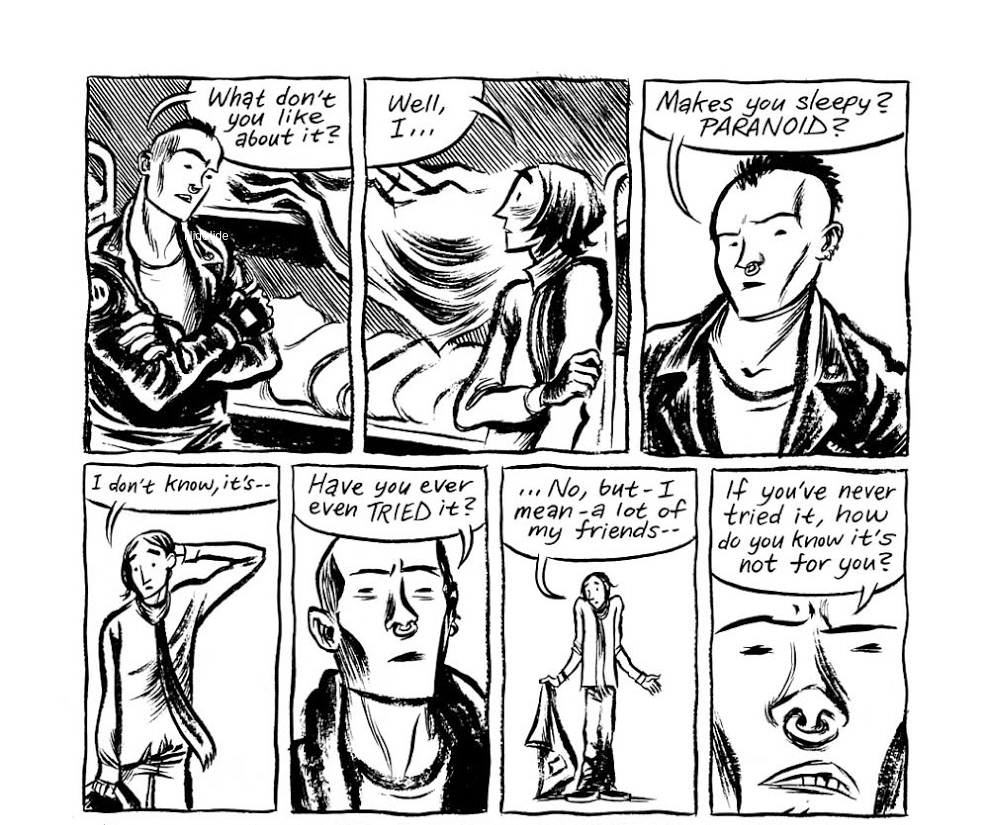 What don't
you like
about it?
Well,
I...
Makes you sleepy?
PARANOID?
I don't know, it's--
Have you ever
even TRIED it?
...No, but-I
mean-a lot of
my friends--
If you've never
tried it, how
do you know it's
not for you?